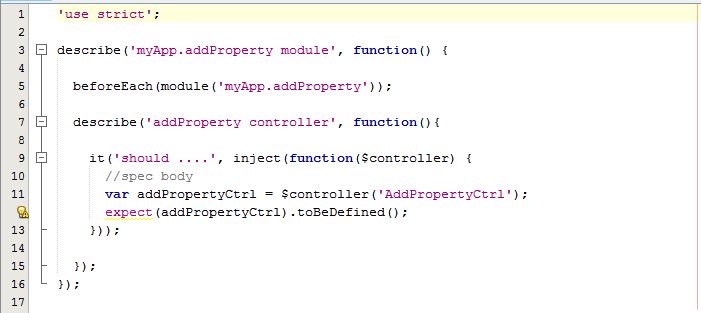 1 'use strict';
2
3 describe('myApp.addProperty module', function() {
4
5 beforeEach(module('myApp.addProperty'));
6
7 describe('addProperty controller', function(){
8
9 it('should ....', inject(function($controller) {
10 //spec body
11 var addPropertyCtrl = $controller('AddPropertyCtrl');
expect(addPropertyCtrl).toBeDefined();
13 }));
14
15 });
16 });
17